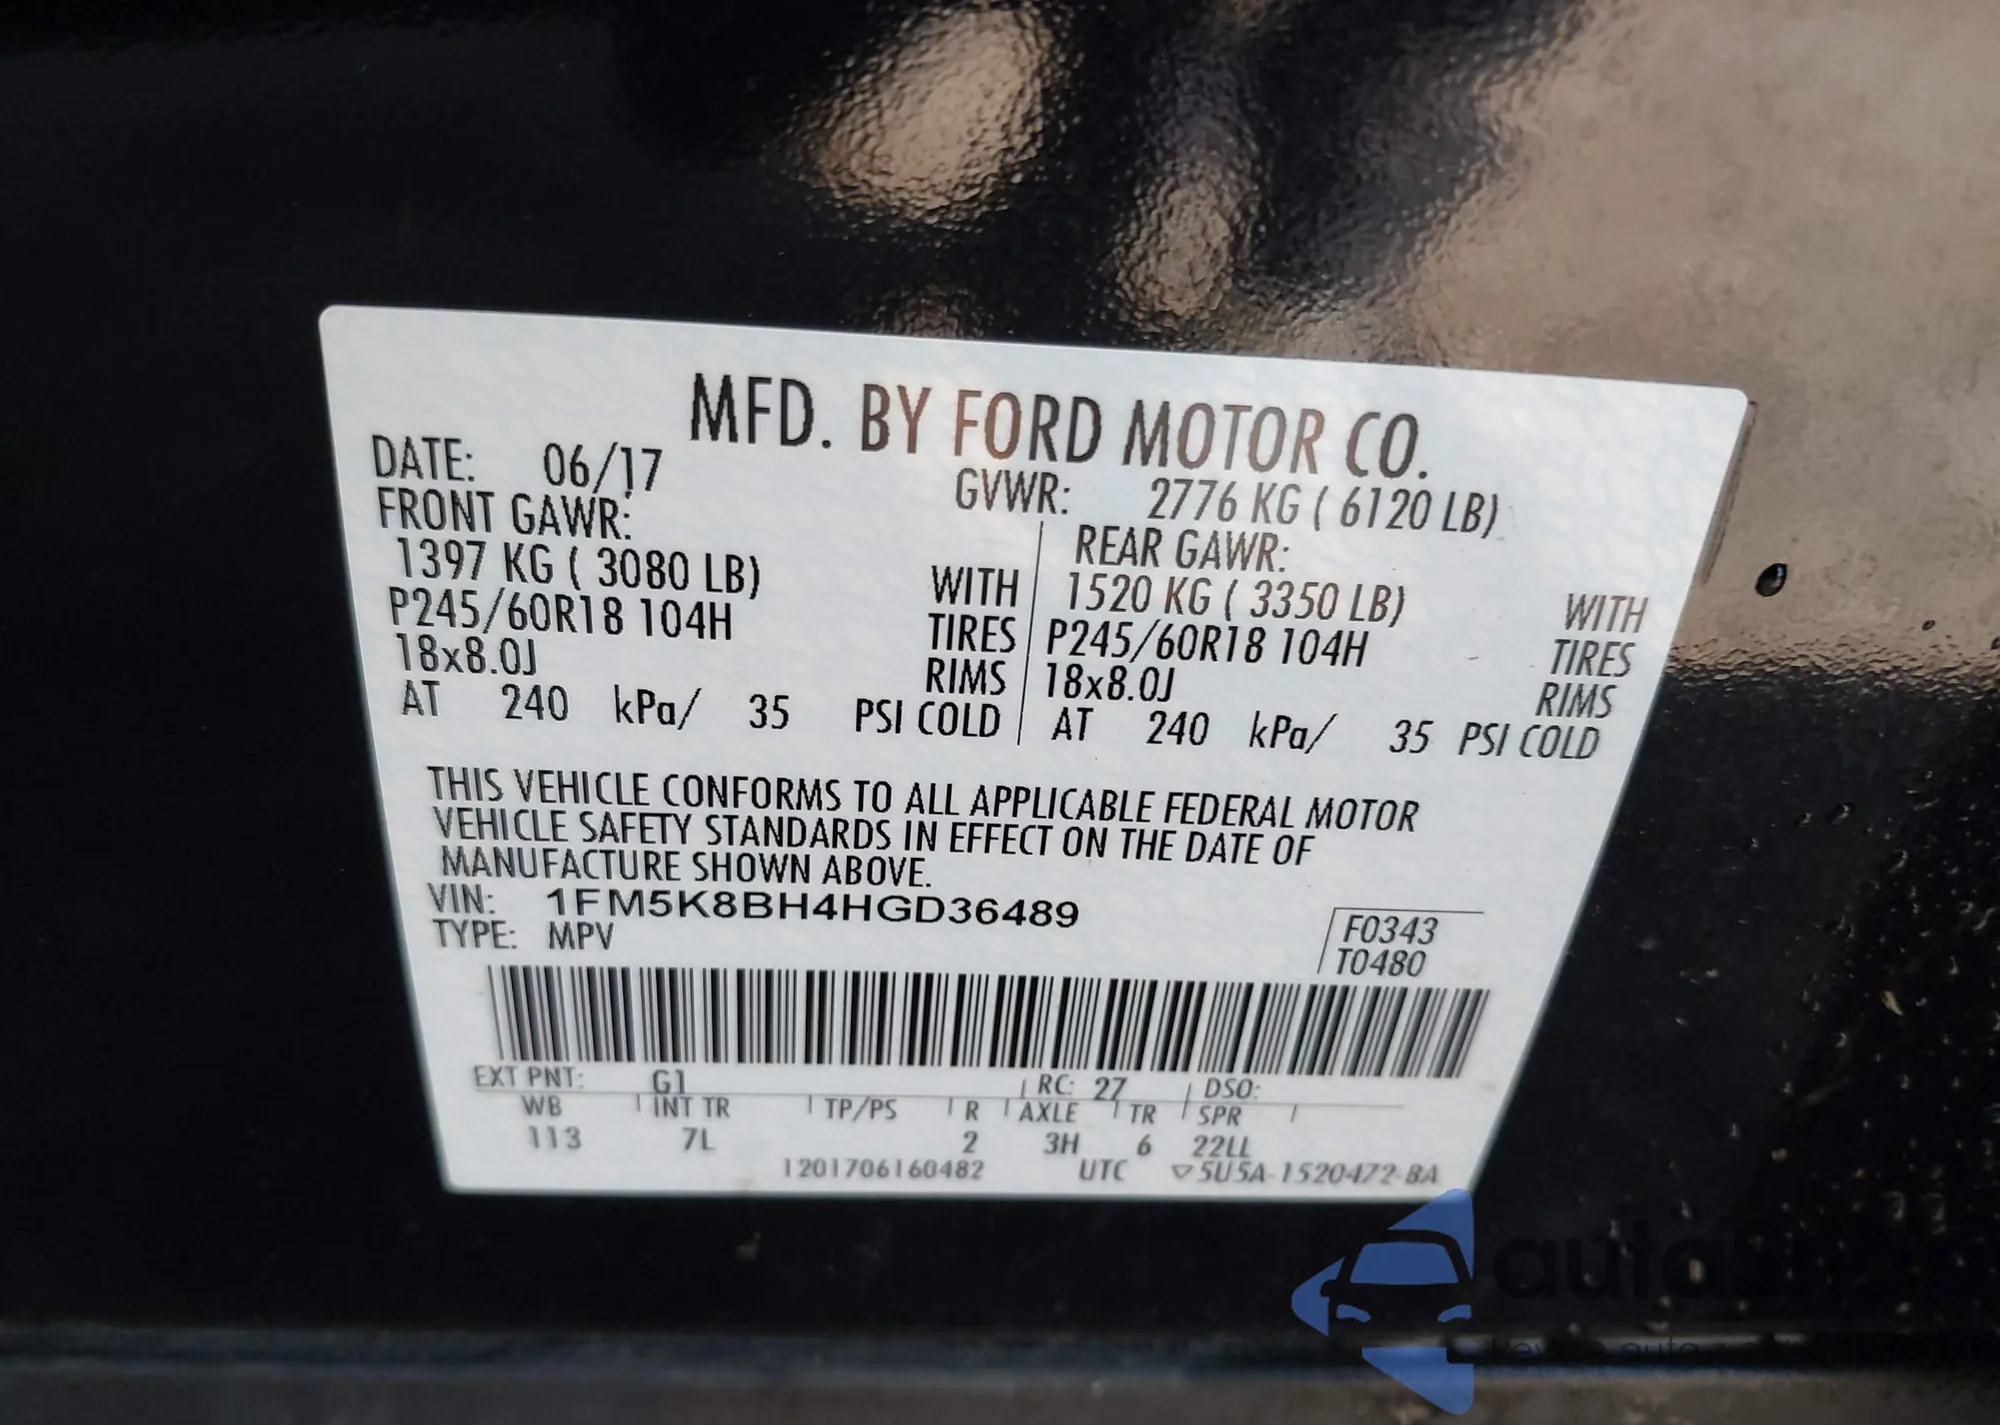 MFD. BY FORD MOTOR CO.
DATE: 06/17 GVWR: 2776 KG ( 6120 LB)
FRONT GAWR: REAR GAWR:
1397 KG ( 3080 LB) WITH 1520 KG ( 3350 LB) WITH
P245/60R18 104H TIRES P245/60R18 104H TIRES
18x8.0J RIMS 18x8.0J RIMS
AT 240 kPa/ 35 PSI COLD AT 240 kPa/ 35 PSI COLD
THIS VEHICLE CONFORMS TO ALL APPLICABLE FEDERAL MOTOR
VEHICLE SAFETY STANDARDS IN EFFECT ON THE DATE OF
MANUFACTURE SHOWN ABOVE.
VIN: 1FM5K8BH4HGD36489
TYPE: MPV
F0343
T0480
EXT PNT: G1 RC: 27 DSO:
WB INT TR TP/PS R AXLE TR SPR
113 7L 2 3H 6 22LL
1201706160482 UTC ▽5U5A-1520472-BA